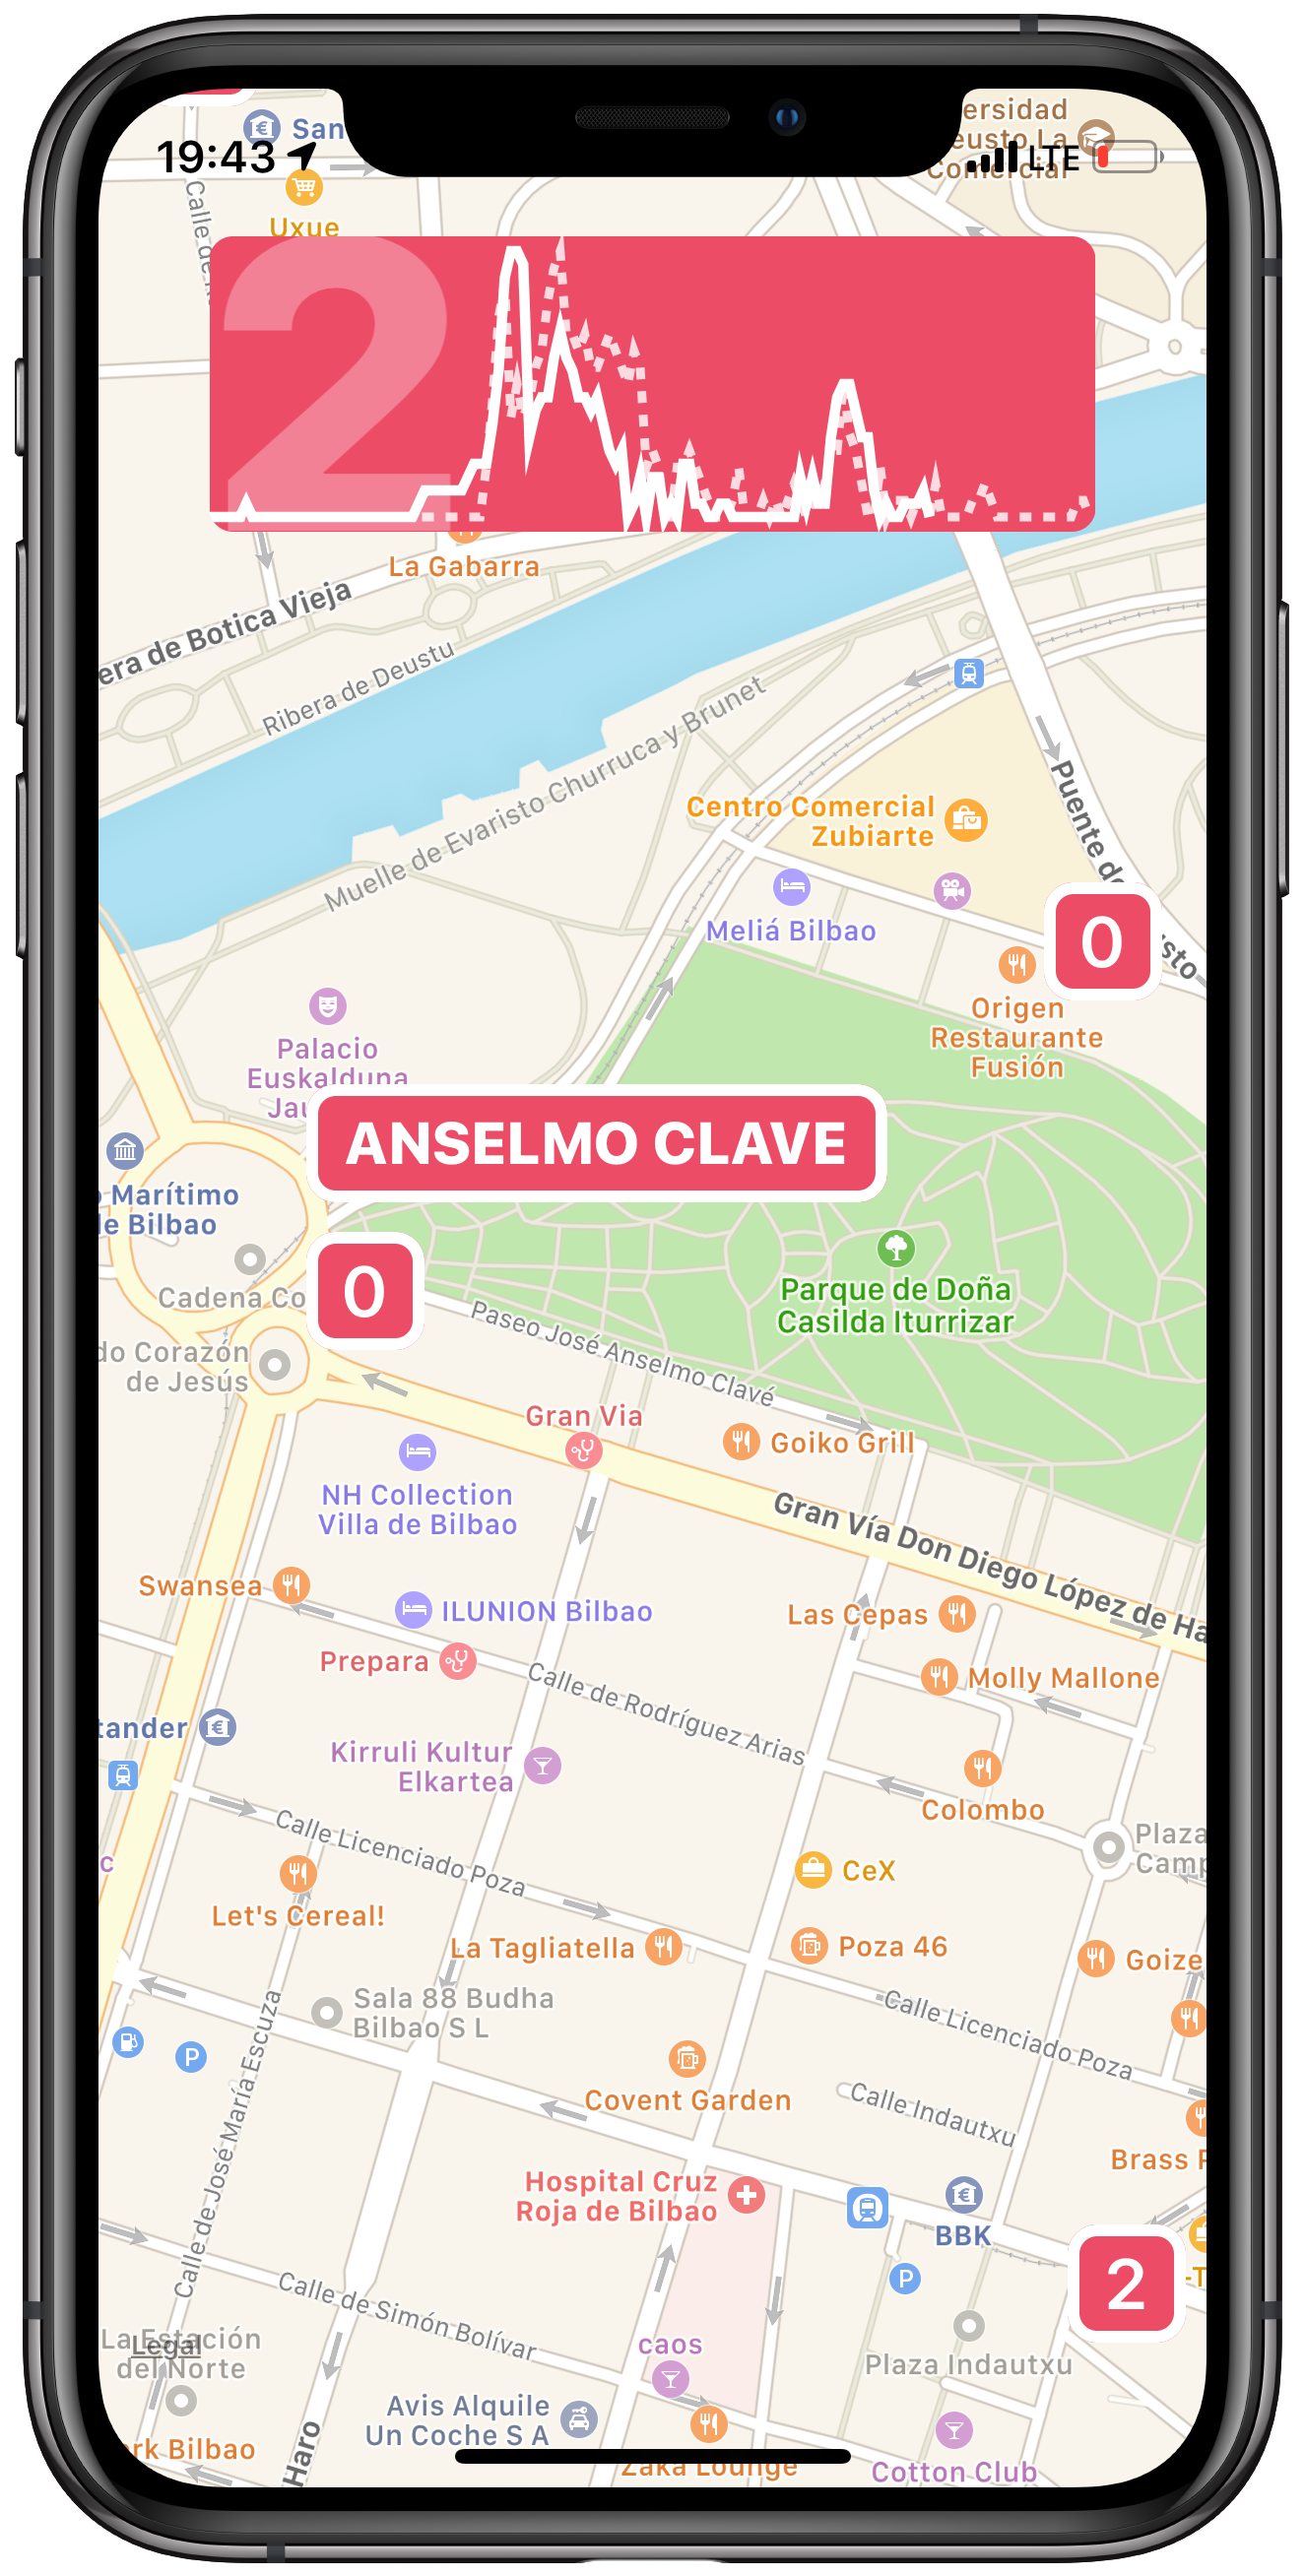 ersidad
San
eusto La
19:43
LTE
Comercial
Uxue
Calle de
2
La Gabarra
era de Botica Vieja
Ribera de Deustu
Muelle de Evaristo Churruca y Brunet
Centro Comercial
Zubiarte
Puente de
usto
Meliá Bilbao
0
Origen
Restaurante
Fusión
Palacio
Euskalduna
Jau
ANSELMO CLAVE
o Marítimo
de Bilbao
0
Cadena Co
Parque de Doña
Casilda Iturrizar
Paseo José Anselmo Clavé
do Corazón
de Jesús
Gran Via
Goiko Grill
NH Collection
Villa de Bilbao
Gran Vía Don Diego López de Ha
Swansea
ILUNION Bilbao
Las Cepas
Prepara
Molly Mallone
Calle de Rodríguez Arias
tander
Kirruli Kultur
Elkartea
Colombo
Plaza
Camp
Calle Licenciado Poza
c
CeX
Let's Cereal!
La Tagliatella
Poza 46
Goize
Sala 88 Budha
Bilbao S L
Calle Licenciado Poza
P
Calle de José María Escuza
Covent Garden
Calle Indautxu
Brass
Hospital Cruz
Roja de Bilbao
BBK
P
2
-T
Calle de Simón Bolívar
La Estación
del Norte
Legal
caos
Plaza Indautxu
Avis Alquile
Un Coche S A
rk Bilbao
Haro
Zaka Lounge
Cotton Club